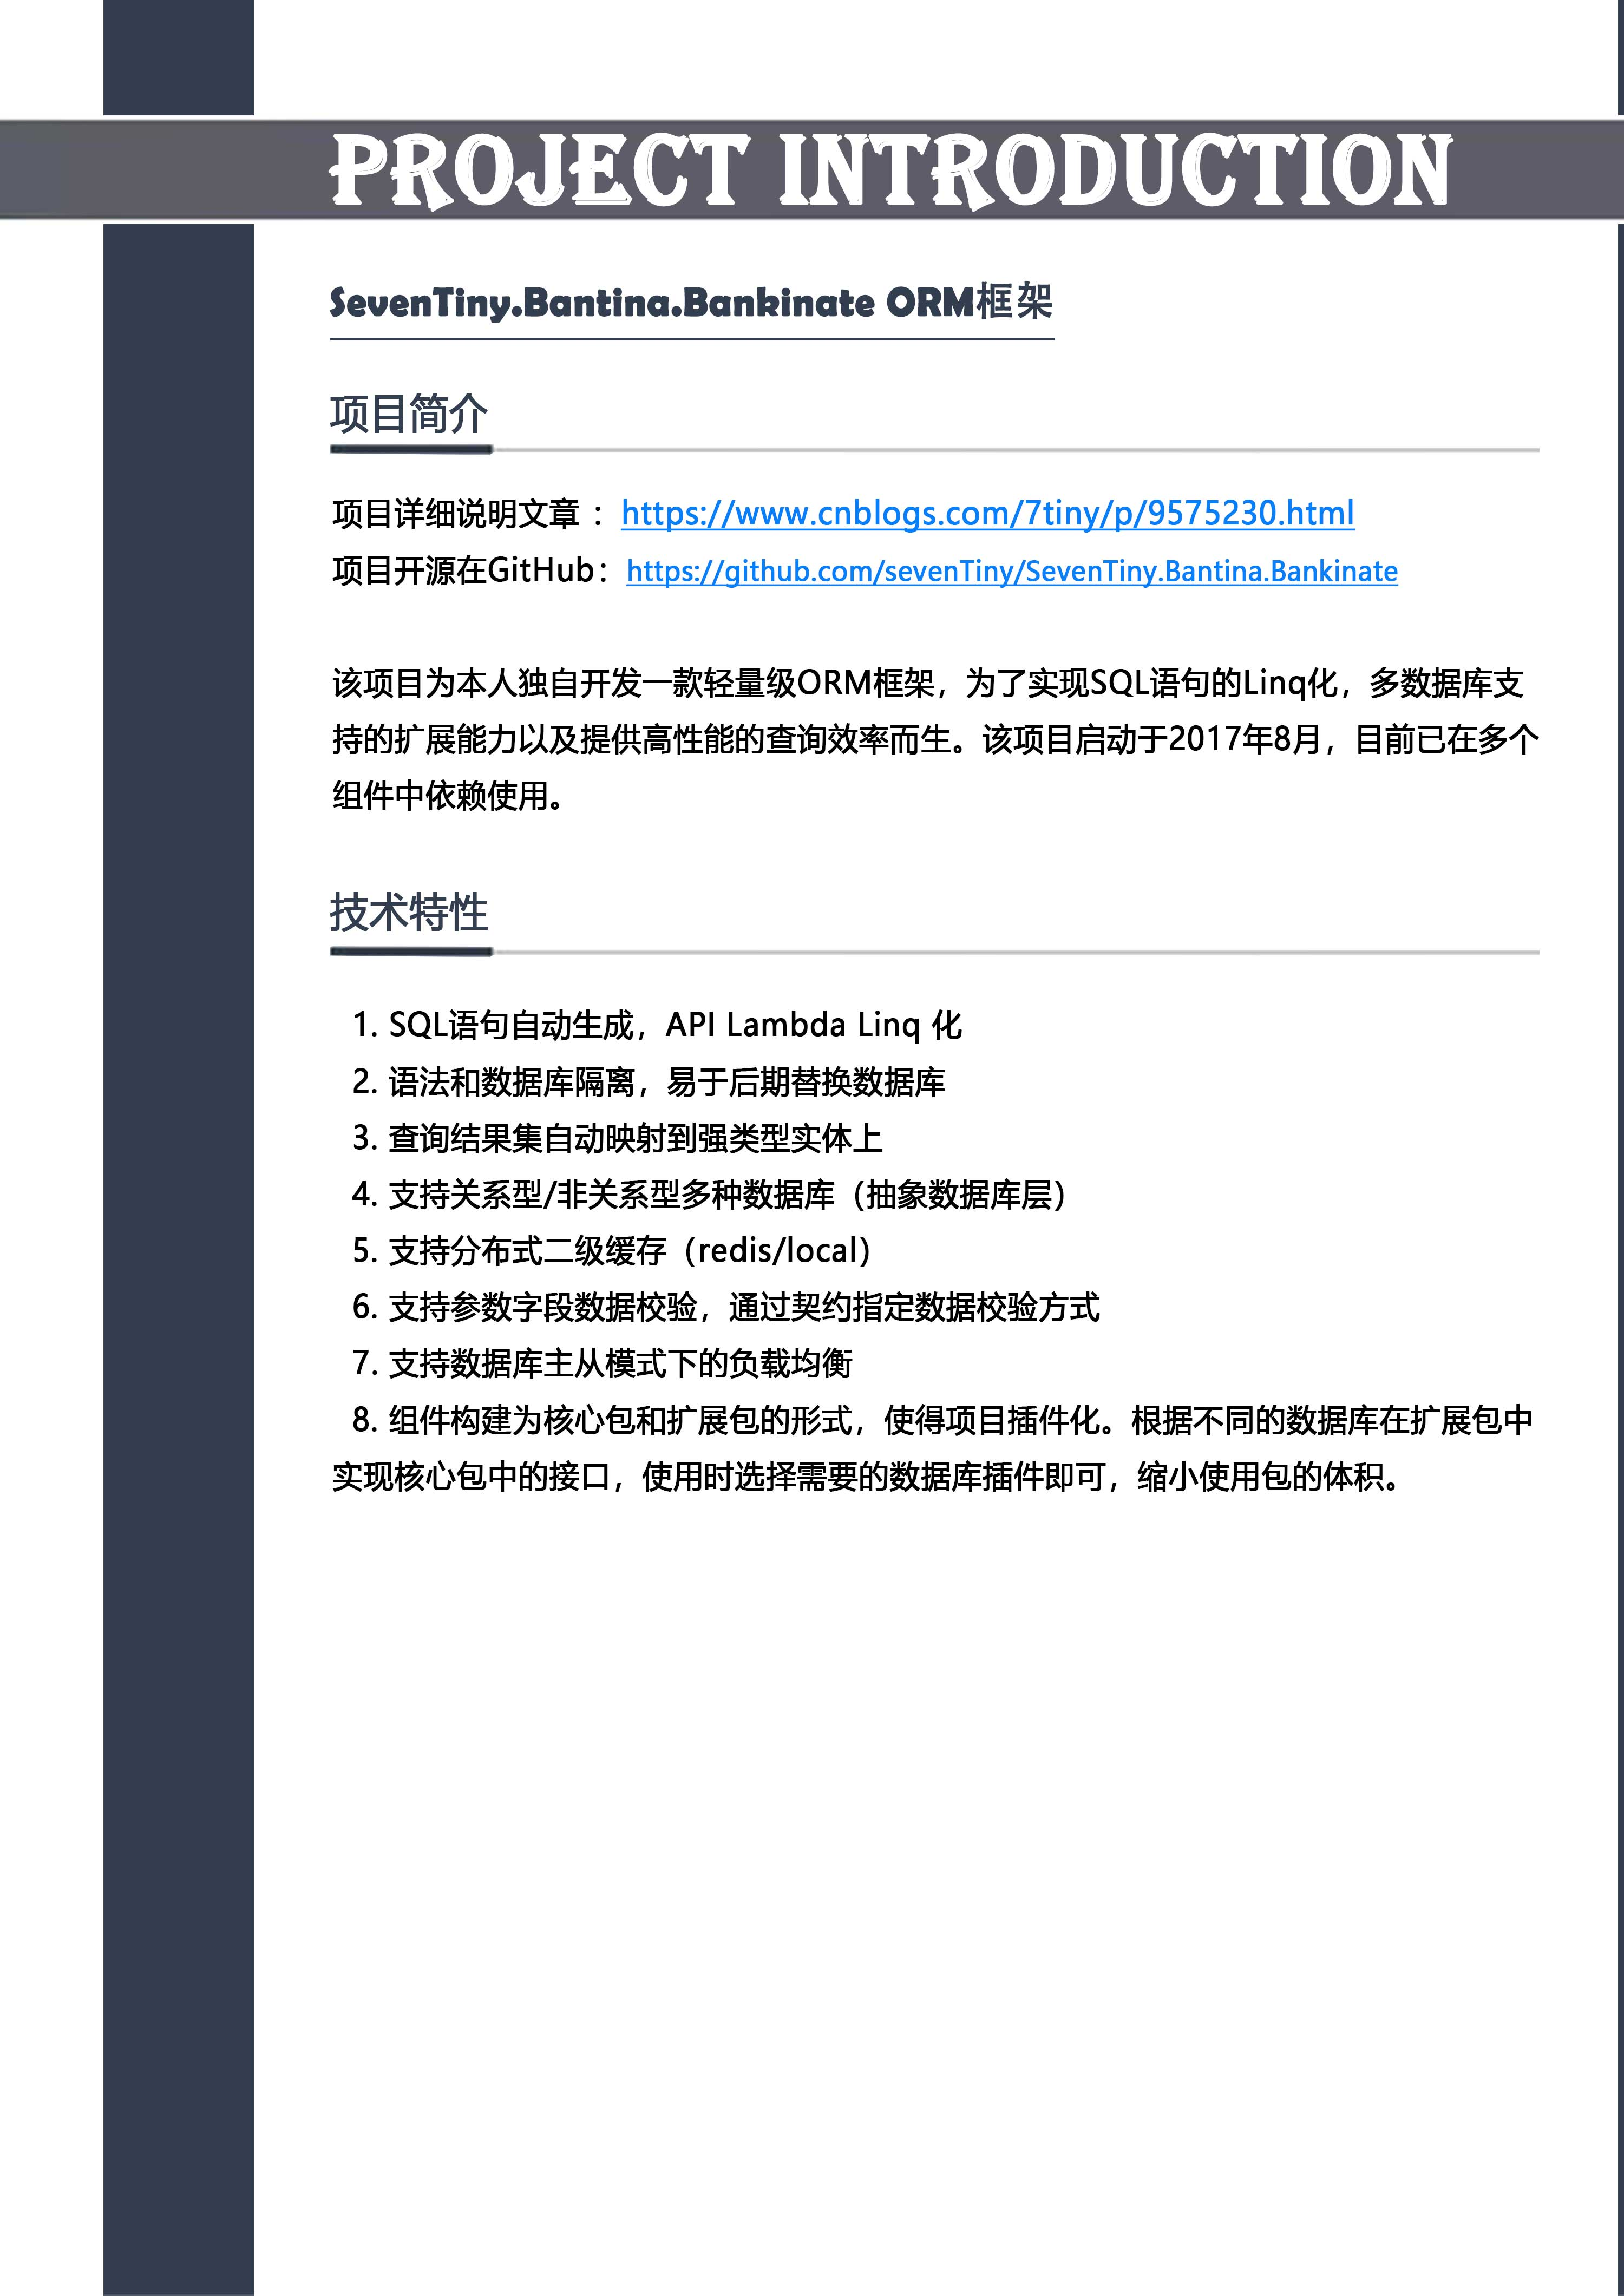 PROJECT INTRODUCTION
SevenTiny.Bantina.Bankinate ORM框架
项目简介
项目详细说明文章 ：https://www.cnblogs.com/7tiny/p/9575230.html
项目开源在GitHub：https://github.com/sevenTiny/SevenTiny.Bantina.Bankinate
该项目为本人独自开发一款轻量级ORM框架，为了实现SQL语句的Linq化，多数据库支
持的扩展能力以及提供高性能的查询效率而生。该项目启动于2017年8月，目前已在多个
组件中依赖使用。
技术特性
1. SQL语句自动生成，API Lambda Linq 化
2. 语法和数据库隔离，易于后期替换数据库
3. 查询结果集自动映射到强类型实体上
4. 支持关系型/非关系型多种数据库（抽象数据库层）
5. 支持分布式二级缓存（redis/local）
6. 支持参数字段数据校验，通过契约指定数据校验方式
7. 支持数据库主从模式下的负载均衡
8. 组件构建为核心包和扩展包的形式，使得项目插件化。根据不同的数据库在扩展包中
实现核心包中的接口，使用时选择需要的数据库插件即可，缩小使用包的体积。